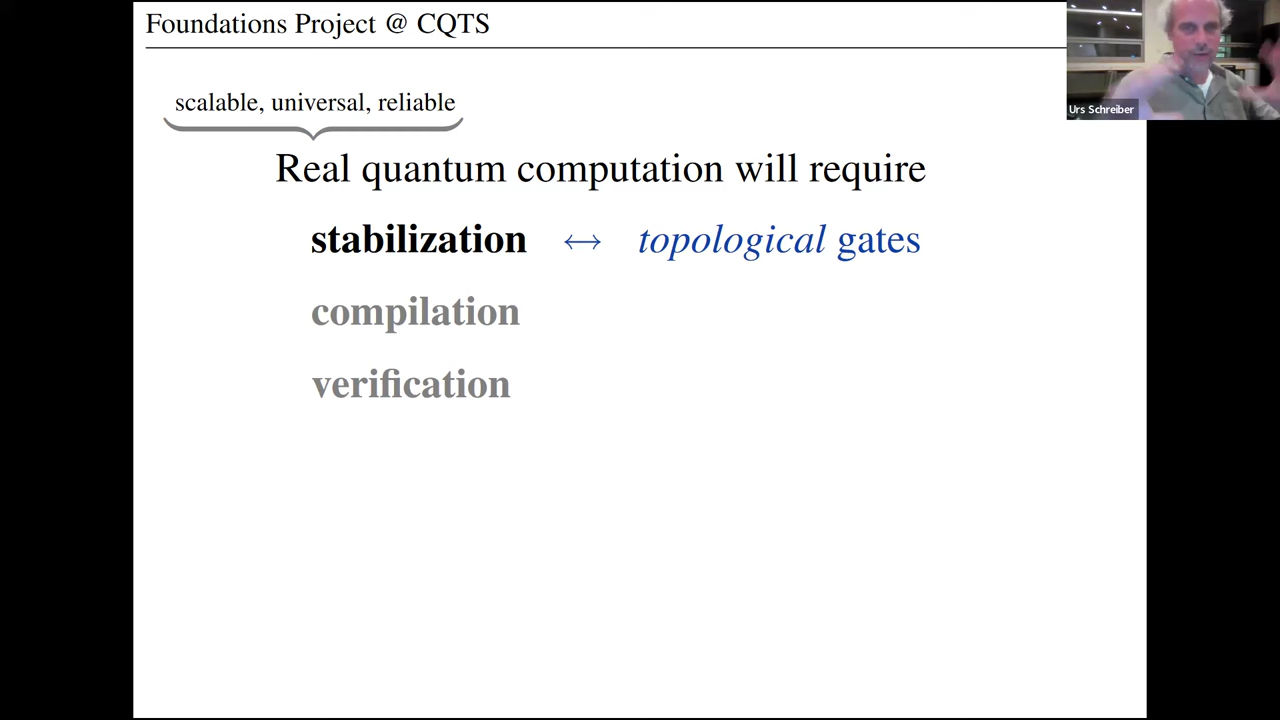 Foundations Project @ CQTS
Urs Schreiber
scalable, universal, reliable
Real quantum computation will require
stabilization ↔ topological gates
compilation
verification